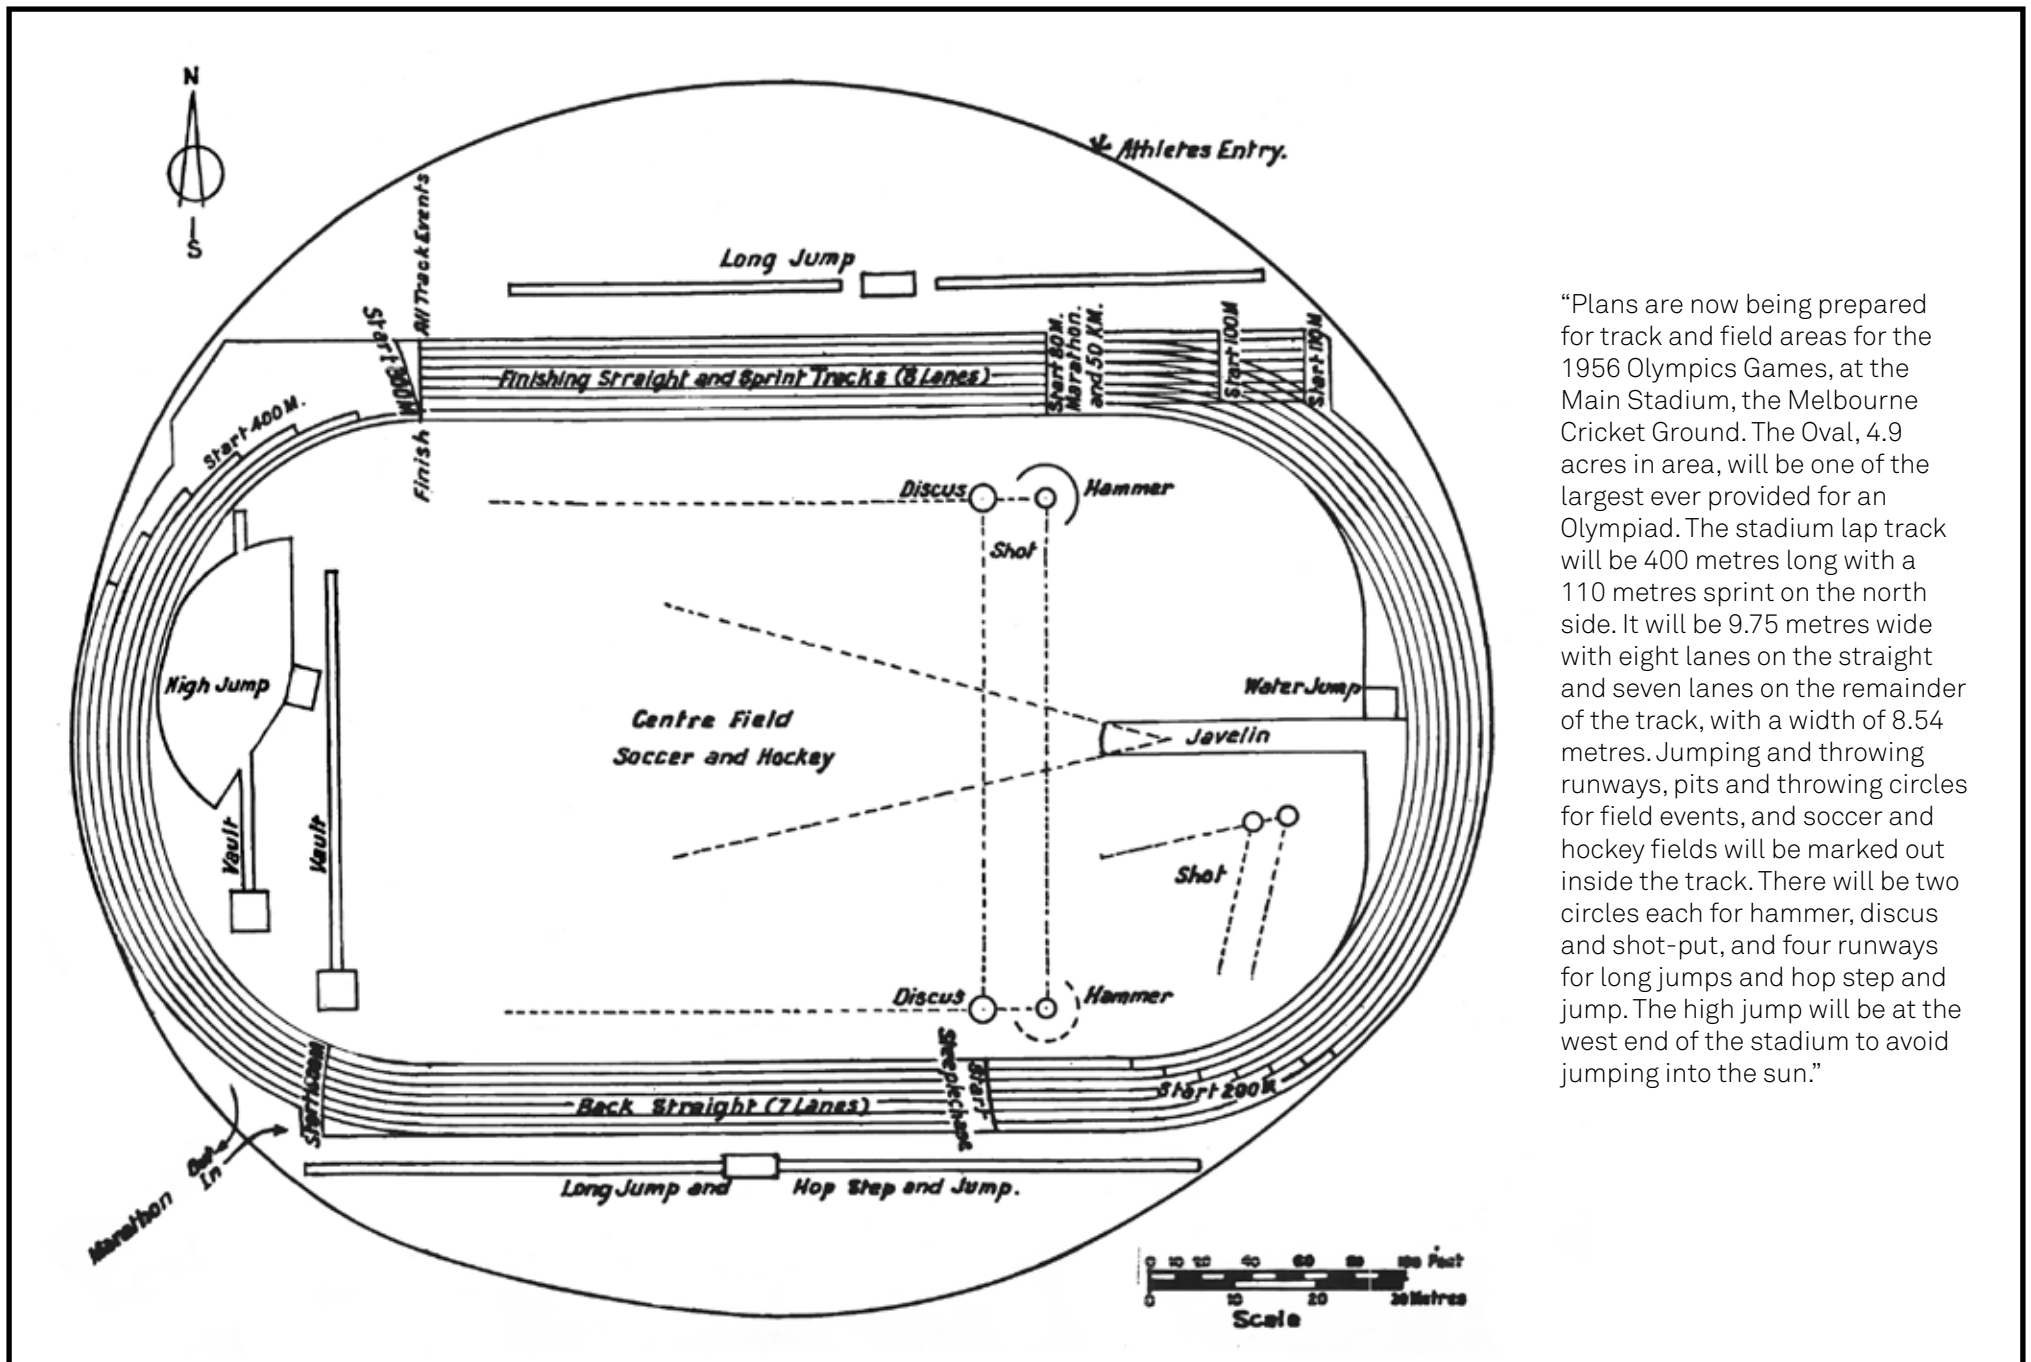 N
S
Athletes Entry.
All Track Events
Long Jump
Start 80M.
Marathon.
and 50 KM.
Start 100M
Start 110M
Finishing Straight and Sprint Tracks (8 Lanes)
Start 400M.
Finish
Discus
Hammer
Shot
High Jump
Water Jump
Centre Field
Javelin
Soccer and Hockey
Vault
Vault
Shot
Discus
Hammer
Steeplechase
Start
Start 200M
Back Straight (7 Lanes)
Out
In
Marathon
Long Jump and Hop Step and Jump.
0 10 20 40 60 80 100 Feet
0 10 20 30 Metres
Scale
“Plans are now being prepared
for track and field areas for the
1956 Olympics Games, at the
Main Stadium, the Melbourne
Cricket Ground. The Oval, 4.9
acres in area, will be one of the
largest ever provided for an
Olympiad. The stadium lap track
will be 400 metres long with a
110 metres sprint on the north
side. It will be 9.75 metres wide
with eight lanes on the straight
and seven lanes on the remainder
of the track, with a width of 8.54
metres. Jumping and throwing
runways, pits and throwing circles
for field events, and soccer and
hockey fields will be marked out
inside the track. There will be two
circles each for hammer, discus
and shot-put, and four runways
for long jumps and hop step and
jump. The high jump will be at the
west end of the stadium to avoid
jumping into the sun.”